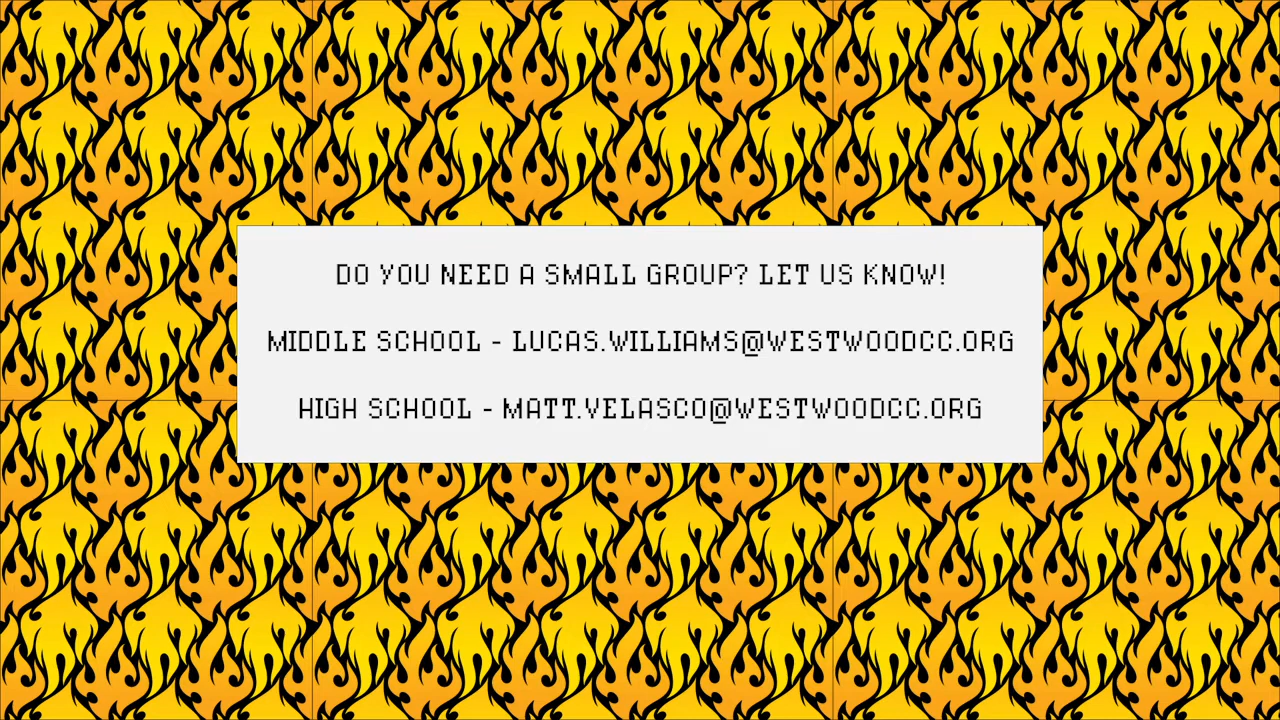 DO YOU NEED A SMALL GROUP? LET US KNOW!
MIDDLE SCHOOL - LUCAS.WILLIAMS@WESTWOODCC.ORG
HIGH SCHOOL - MATT.VELASCO@WESTWOODCC.ORG